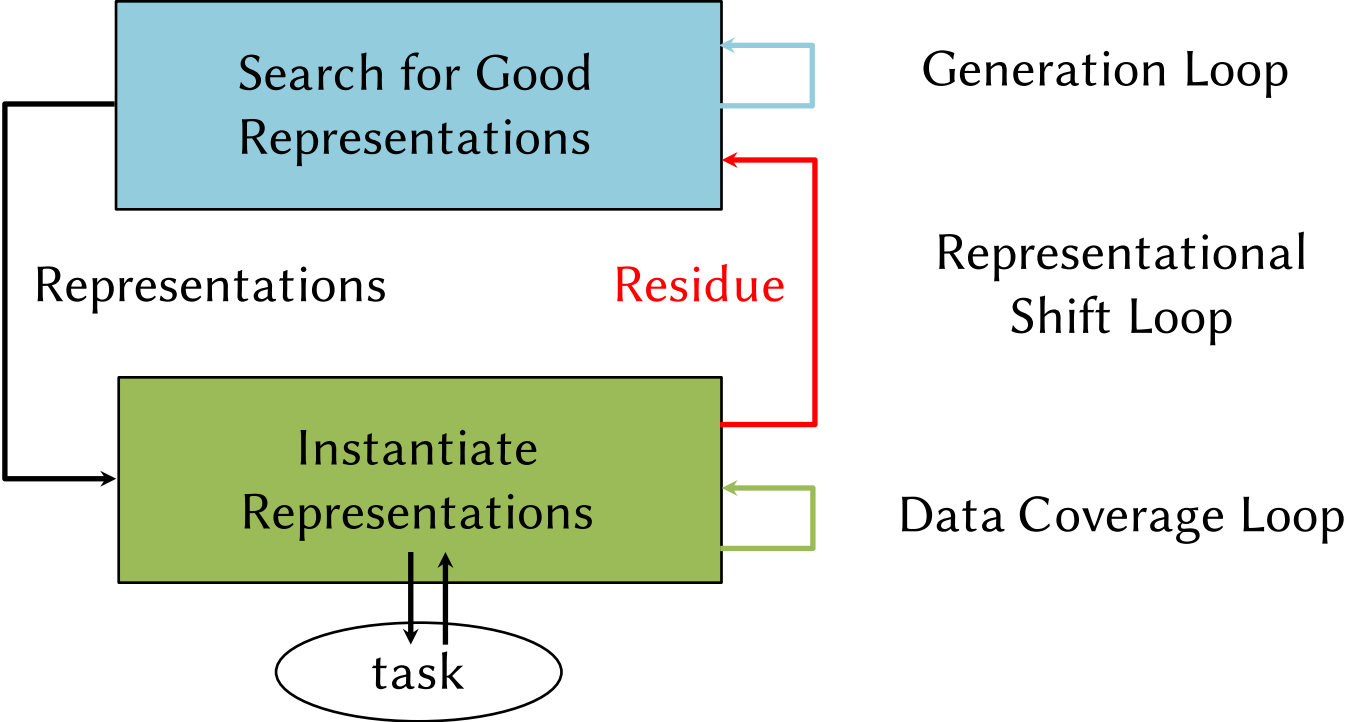 Search for Good
Representations
Generation Loop
Representations
Residue
Representational
Shift Loop
Instantiate
Representations
Data Coverage Loop
task